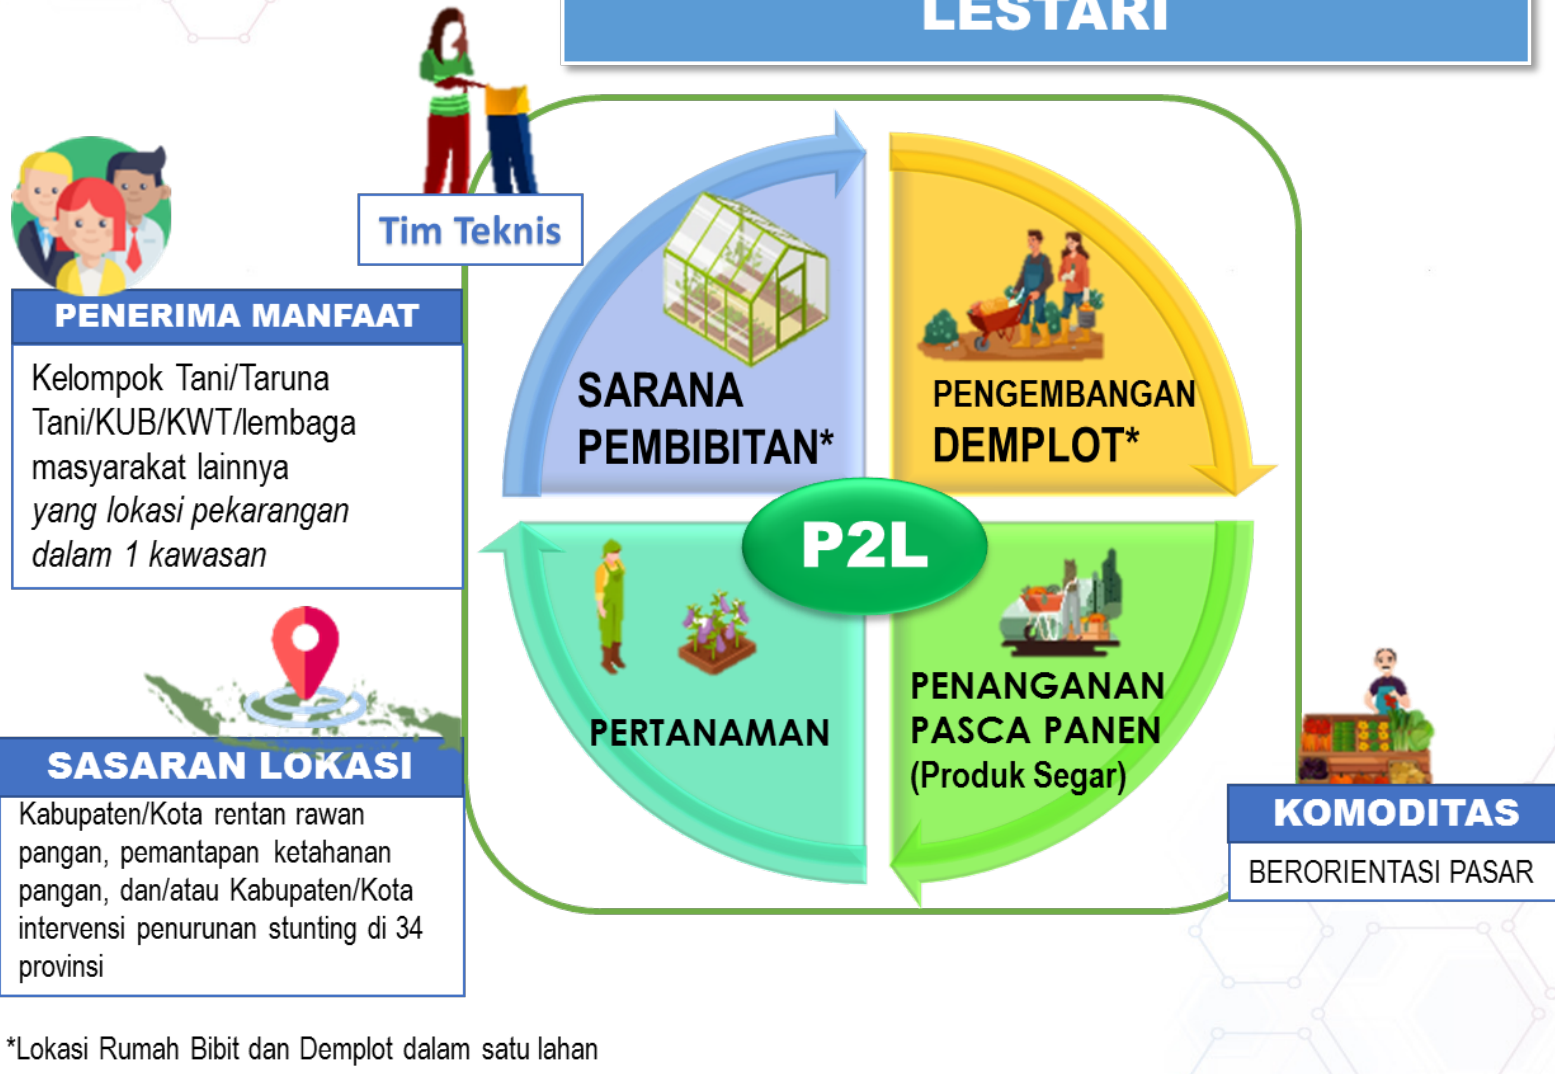 LESTARI
Tim Teknis
PENERIMA MANFAAT
Kelompok Tani/Taruna
Tani/KUB/KWT/lembaga
masyarakat lainnya
yang lokasi pekarangan
dalam 1 kawasan
SASARAN LOKASI
Kabupaten/Kota rentan rawan
pangan, pemantapan ketahanan
pangan, dan/atau Kabupaten/Kota
intervensi penurunan stunting di 34
provinsi
SARANA
PEMBIBITAN*
PENGEMBANGAN
DEMPLOT*
P2L
PERTANAMAN
PENANGANAN
PASCA PANEN
(Produk Segar)
KOMODITAS
BERORIENTASI PASAR
*Lokasi Rumah Bibit dan Demplot dalam satu lahan